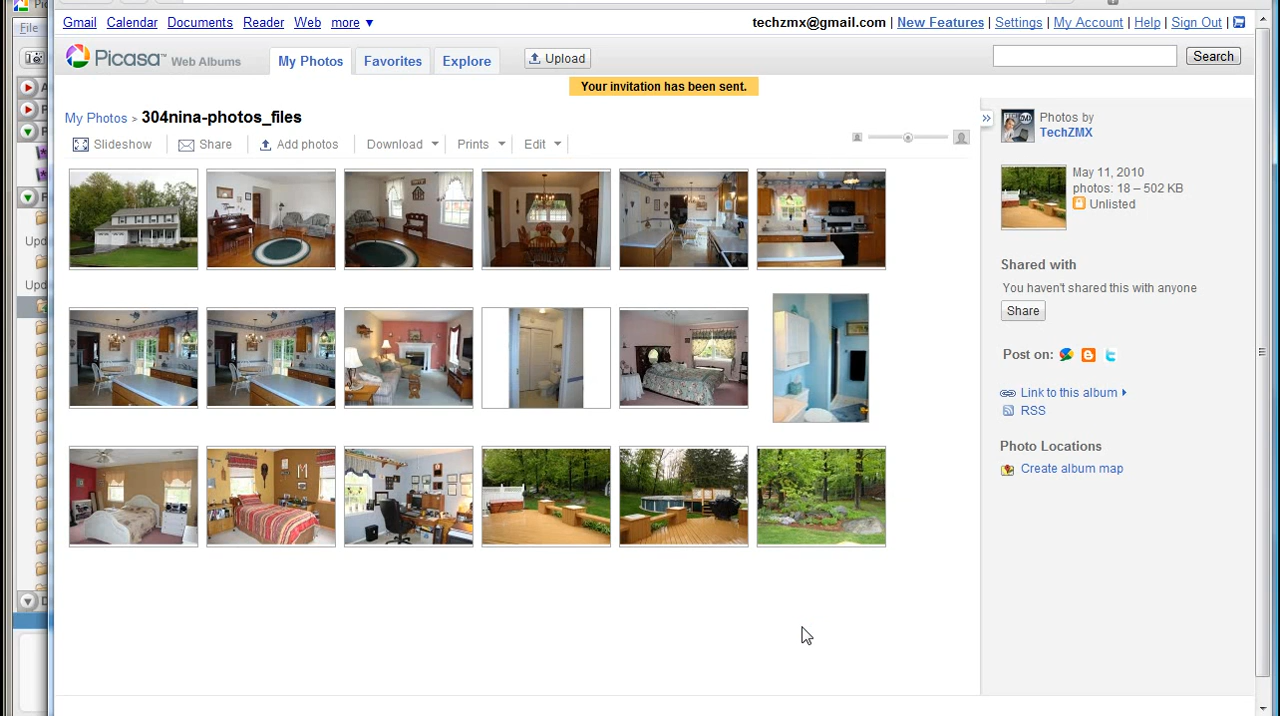 File
Gmail Calendar Documents Reader Web more ▼
techzmx@gmail.com | New Features | Settings | My Account | Help | Sign Out |
Picasa™ Web Albums
My Photos Favorites Explore Upload
Search
Your invitation has been sent.
My Photos > 304nina-photos_files
Slideshow Share Add photos Download Prints Edit
Photos by
TechZMX
May 11, 2010
photos: 18 – 502 KB
Unlisted
Shared with
You haven't shared this with anyone
Share
Post on:
Link to this album
RSS
Photo Locations
Create album map